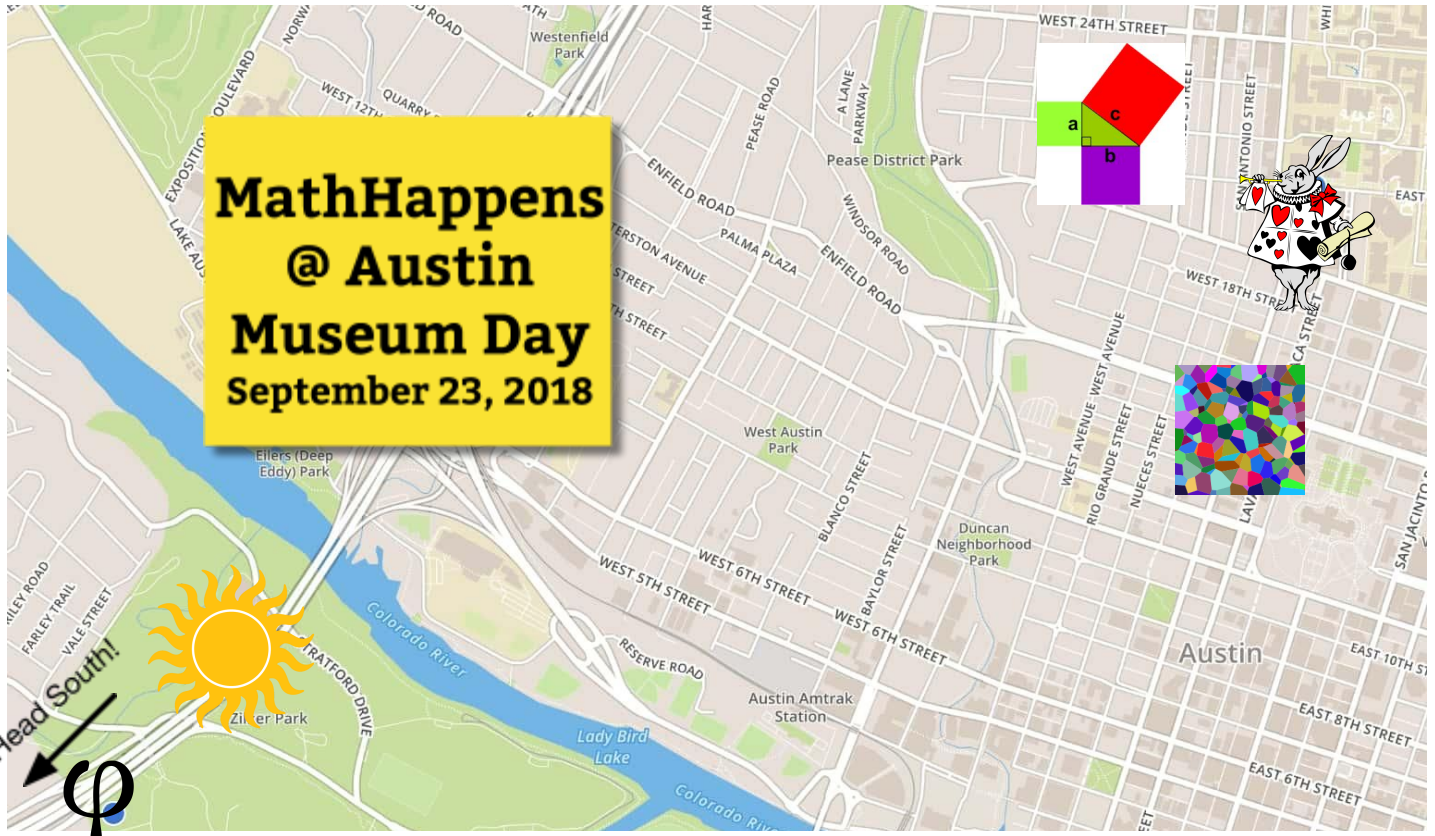 MathHappens
@ Austin
Museum Day
September 23, 2018
ROAD
Westenfield
Park
WEST 24TH STREET
EXPOSITION BOULEVARD
WEST 12TH
QUARRY
PEASE ROAD
A LANE
PARKWAY
Pease District Park
ENFIELD ROAD
WINDSOR ROAD
PALMA PLAZA
ENFIELD ROAD
a
c
b
SAN ANTONIO STREET
EAST
WEST 18TH STREET
WEST AVENUE
WEST AVENUE
RIO GRANDE STREET
NUECES STREET
SAN JACINTO
West Austin
Park
Eilers (Deep
Eddy) Park
BLANCO STREET
BAYLOR STREET
Duncan
Neighborhood
Park
WEST 5TH STREET
WEST 6TH STREET
WEST 6TH STREET
FARLEY TRAIL
VALE STREET
Head South!
STRATFORD DRIVE
Zilker Park
Colorado River
RESERVE ROAD
Austin Amtrak
Station
Lady Bird
Lake
Colorado River
Austin
EAST 10TH ST
EAST 8TH STREET
EAST 6TH STREET
φ